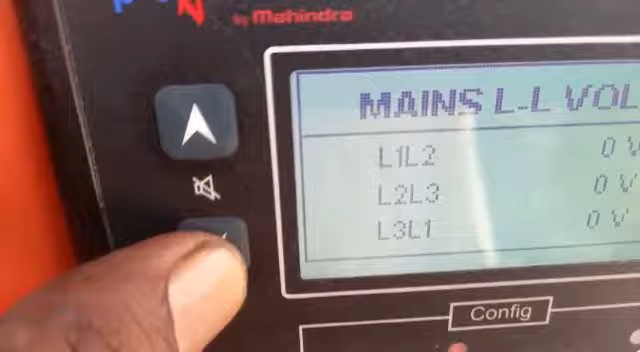 by Mahindra
MAINS L-L VOL
L1L2 0 V
L2L3 0 V
L3L1 0 V
Config